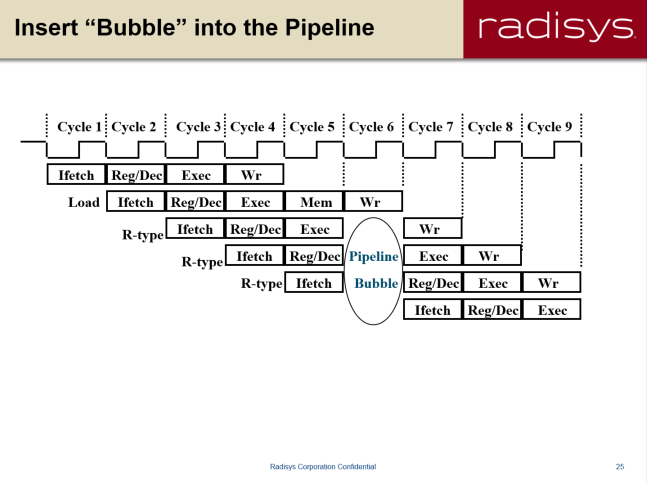 Insert “Bubble” into the Pipeline
radisys.
Cycle 1 Cycle 2 Cycle 3 Cycle 4 Cycle 5 Cycle 6 Cycle 7 Cycle 8 Cycle 9
Ifetch Reg/Dec Exec Wr
Load Ifetch Reg/Dec Exec Mem Wr
R-type Ifetch Reg/Dec Exec Wr
R-type Ifetch Reg/Dec Pipeline Exec Wr
R-type Ifetch Bubble Reg/Dec Exec Wr
Ifetch Reg/Dec Exec
Radisys Corporation Confidential 25